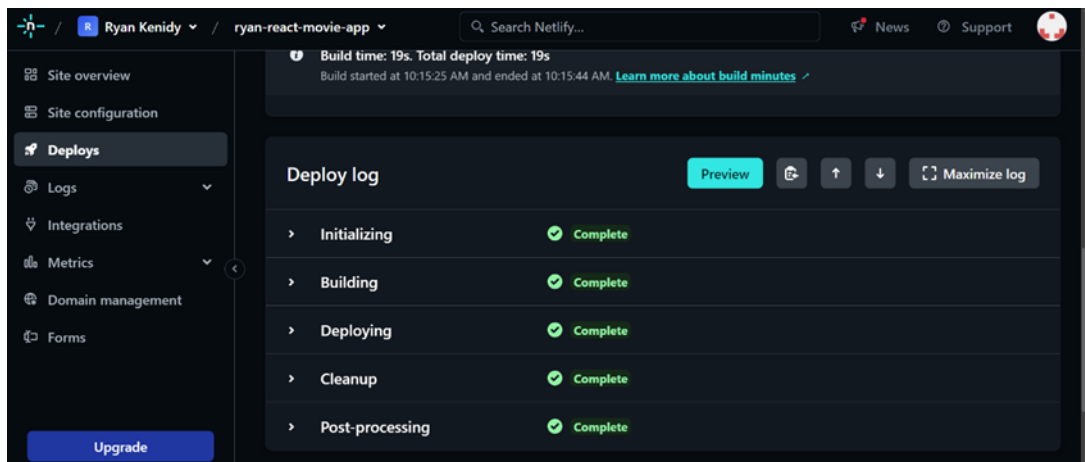 / R Ryan Kenidy / ryan-react-movie-app Search Netlify... News Support
Site overview
Site configuration
Deploys
Logs
Integrations
Metrics
Domain management
Forms
Upgrade
Build time: 19s. Total deploy time: 19s
Build started at 10:15:25 AM and ended at 10:15:44 AM. Learn more about build minutes
Deploy log Preview Maximize log
Initializing Complete
Building Complete
Deploying Complete
Cleanup Complete
Post-processing Complete